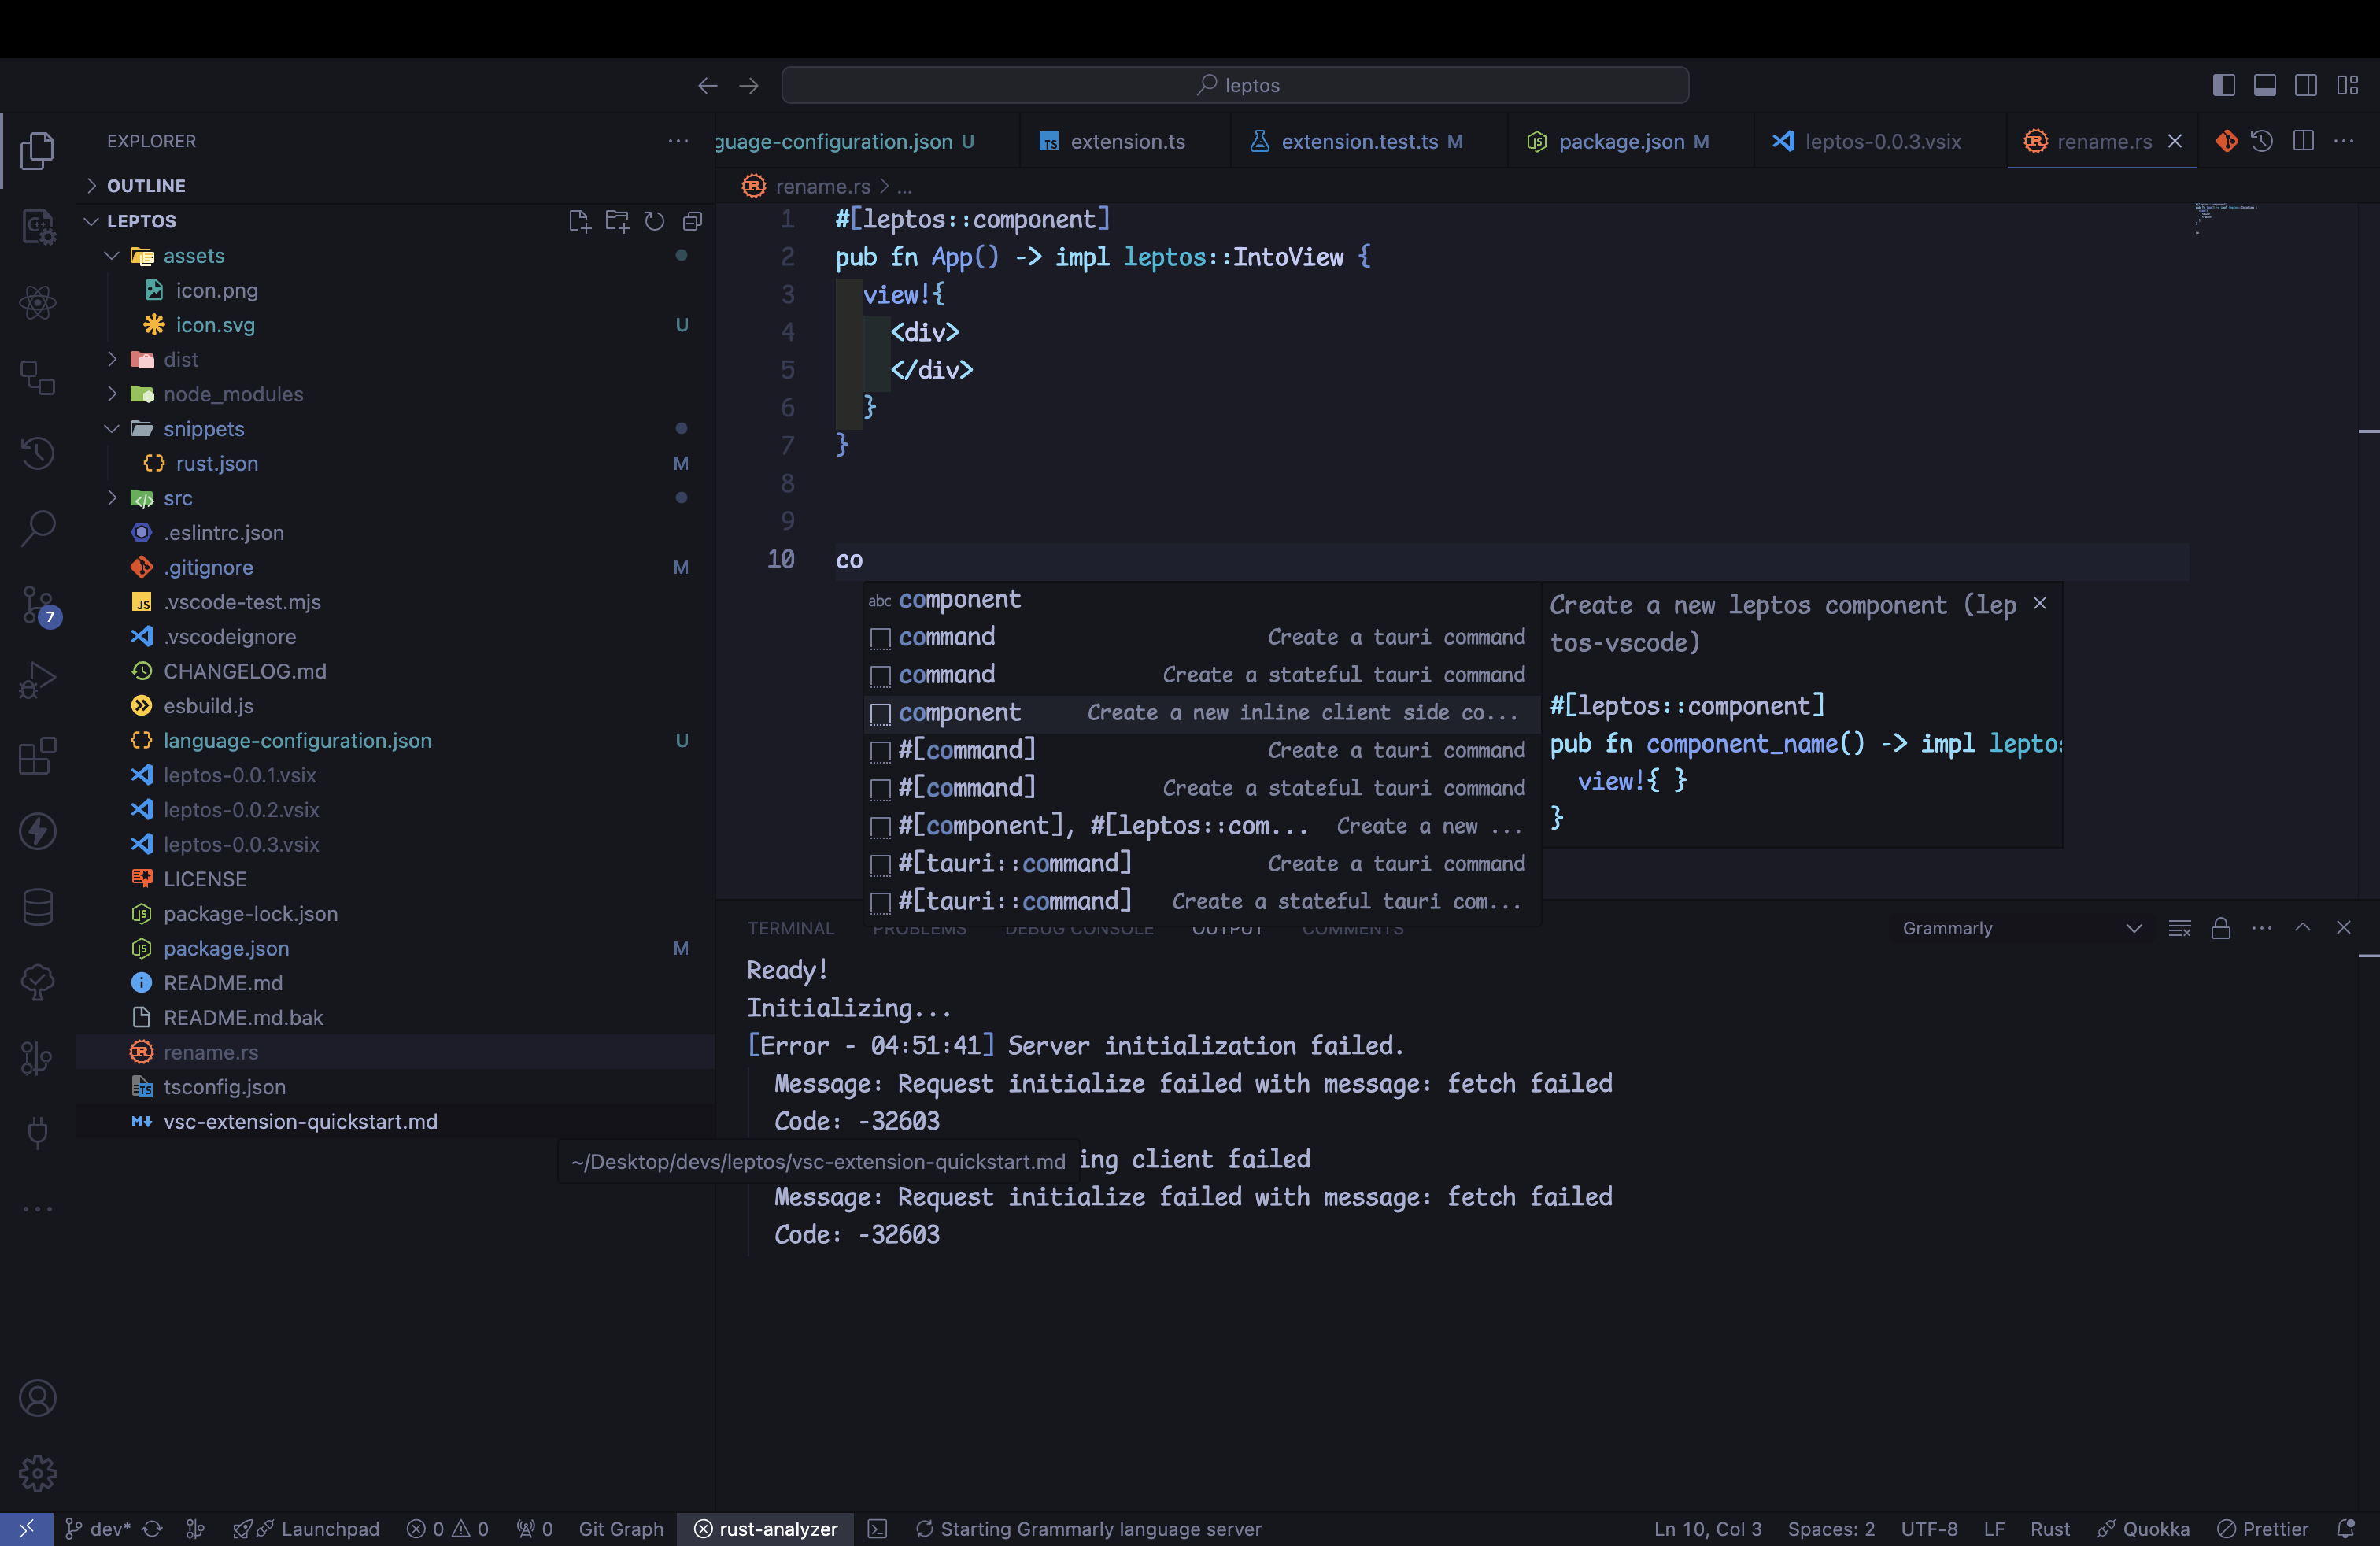 leptos
EXPLORER
OUTLINE
LEPTOS
assets
icon.png
icon.svg U
dist
node_modules
snippets
rust.json M
src
.eslintrc.json
.gitignore M
.vscode-test.mjs
.vscodeignore
CHANGELOG.md
esbuild.js
language-configuration.json U
leptos-0.0.1.vsix
leptos-0.0.2.vsix
leptos-0.0.3.vsix
LICENSE
package-lock.json
package.json M
README.md
README.md.bak
rename.rs
tsconfig.json
vsc-extension-quickstart.md
7
~/Desktop/devs/leptos/vsc-extension-quickstart.md
guage-configuration.json U
extension.ts
extension.test.ts M
package.json M
leptos-0.0.3.vsix
rename.rs
rename.rs > ...
1 #[leptos::component]
2 pub fn App() -> impl leptos::IntoView {
3 view!{
4 <div>
5 </div>
6 }
7 }
8
9
10 co
abc component
command Create a tauri command
command Create a stateful tauri command
component Create a new inline client side co...
#[command] Create a tauri command
#[command] Create a stateful tauri command
#[component], #[leptos::com... Create a new ...
#[tauri::command] Create a tauri command
#[tauri::command] Create a stateful tauri com...
Create a new leptos component (lep
tos-vscode)
#[leptos::component]
pub fn component_name() -> impl leptos:
view!{ }
}
TERMINAL PROBLEMS DEBUG CONSOLE OUTPUT COMMENTS
Grammarly
Ready!
Initializing...
[Error - 04:51:41] Server initialization failed.
Message: Request initialize failed with message: fetch failed
Code: -32603
ing client failed
Message: Request initialize failed with message: fetch failed
Code: -32603
dev* Launchpad 0 0 0 Git Graph rust-analyzer Starting Grammarly language server Ln 10, Col 3 Spaces: 2 UTF-8 LF Rust Quokka Prettier